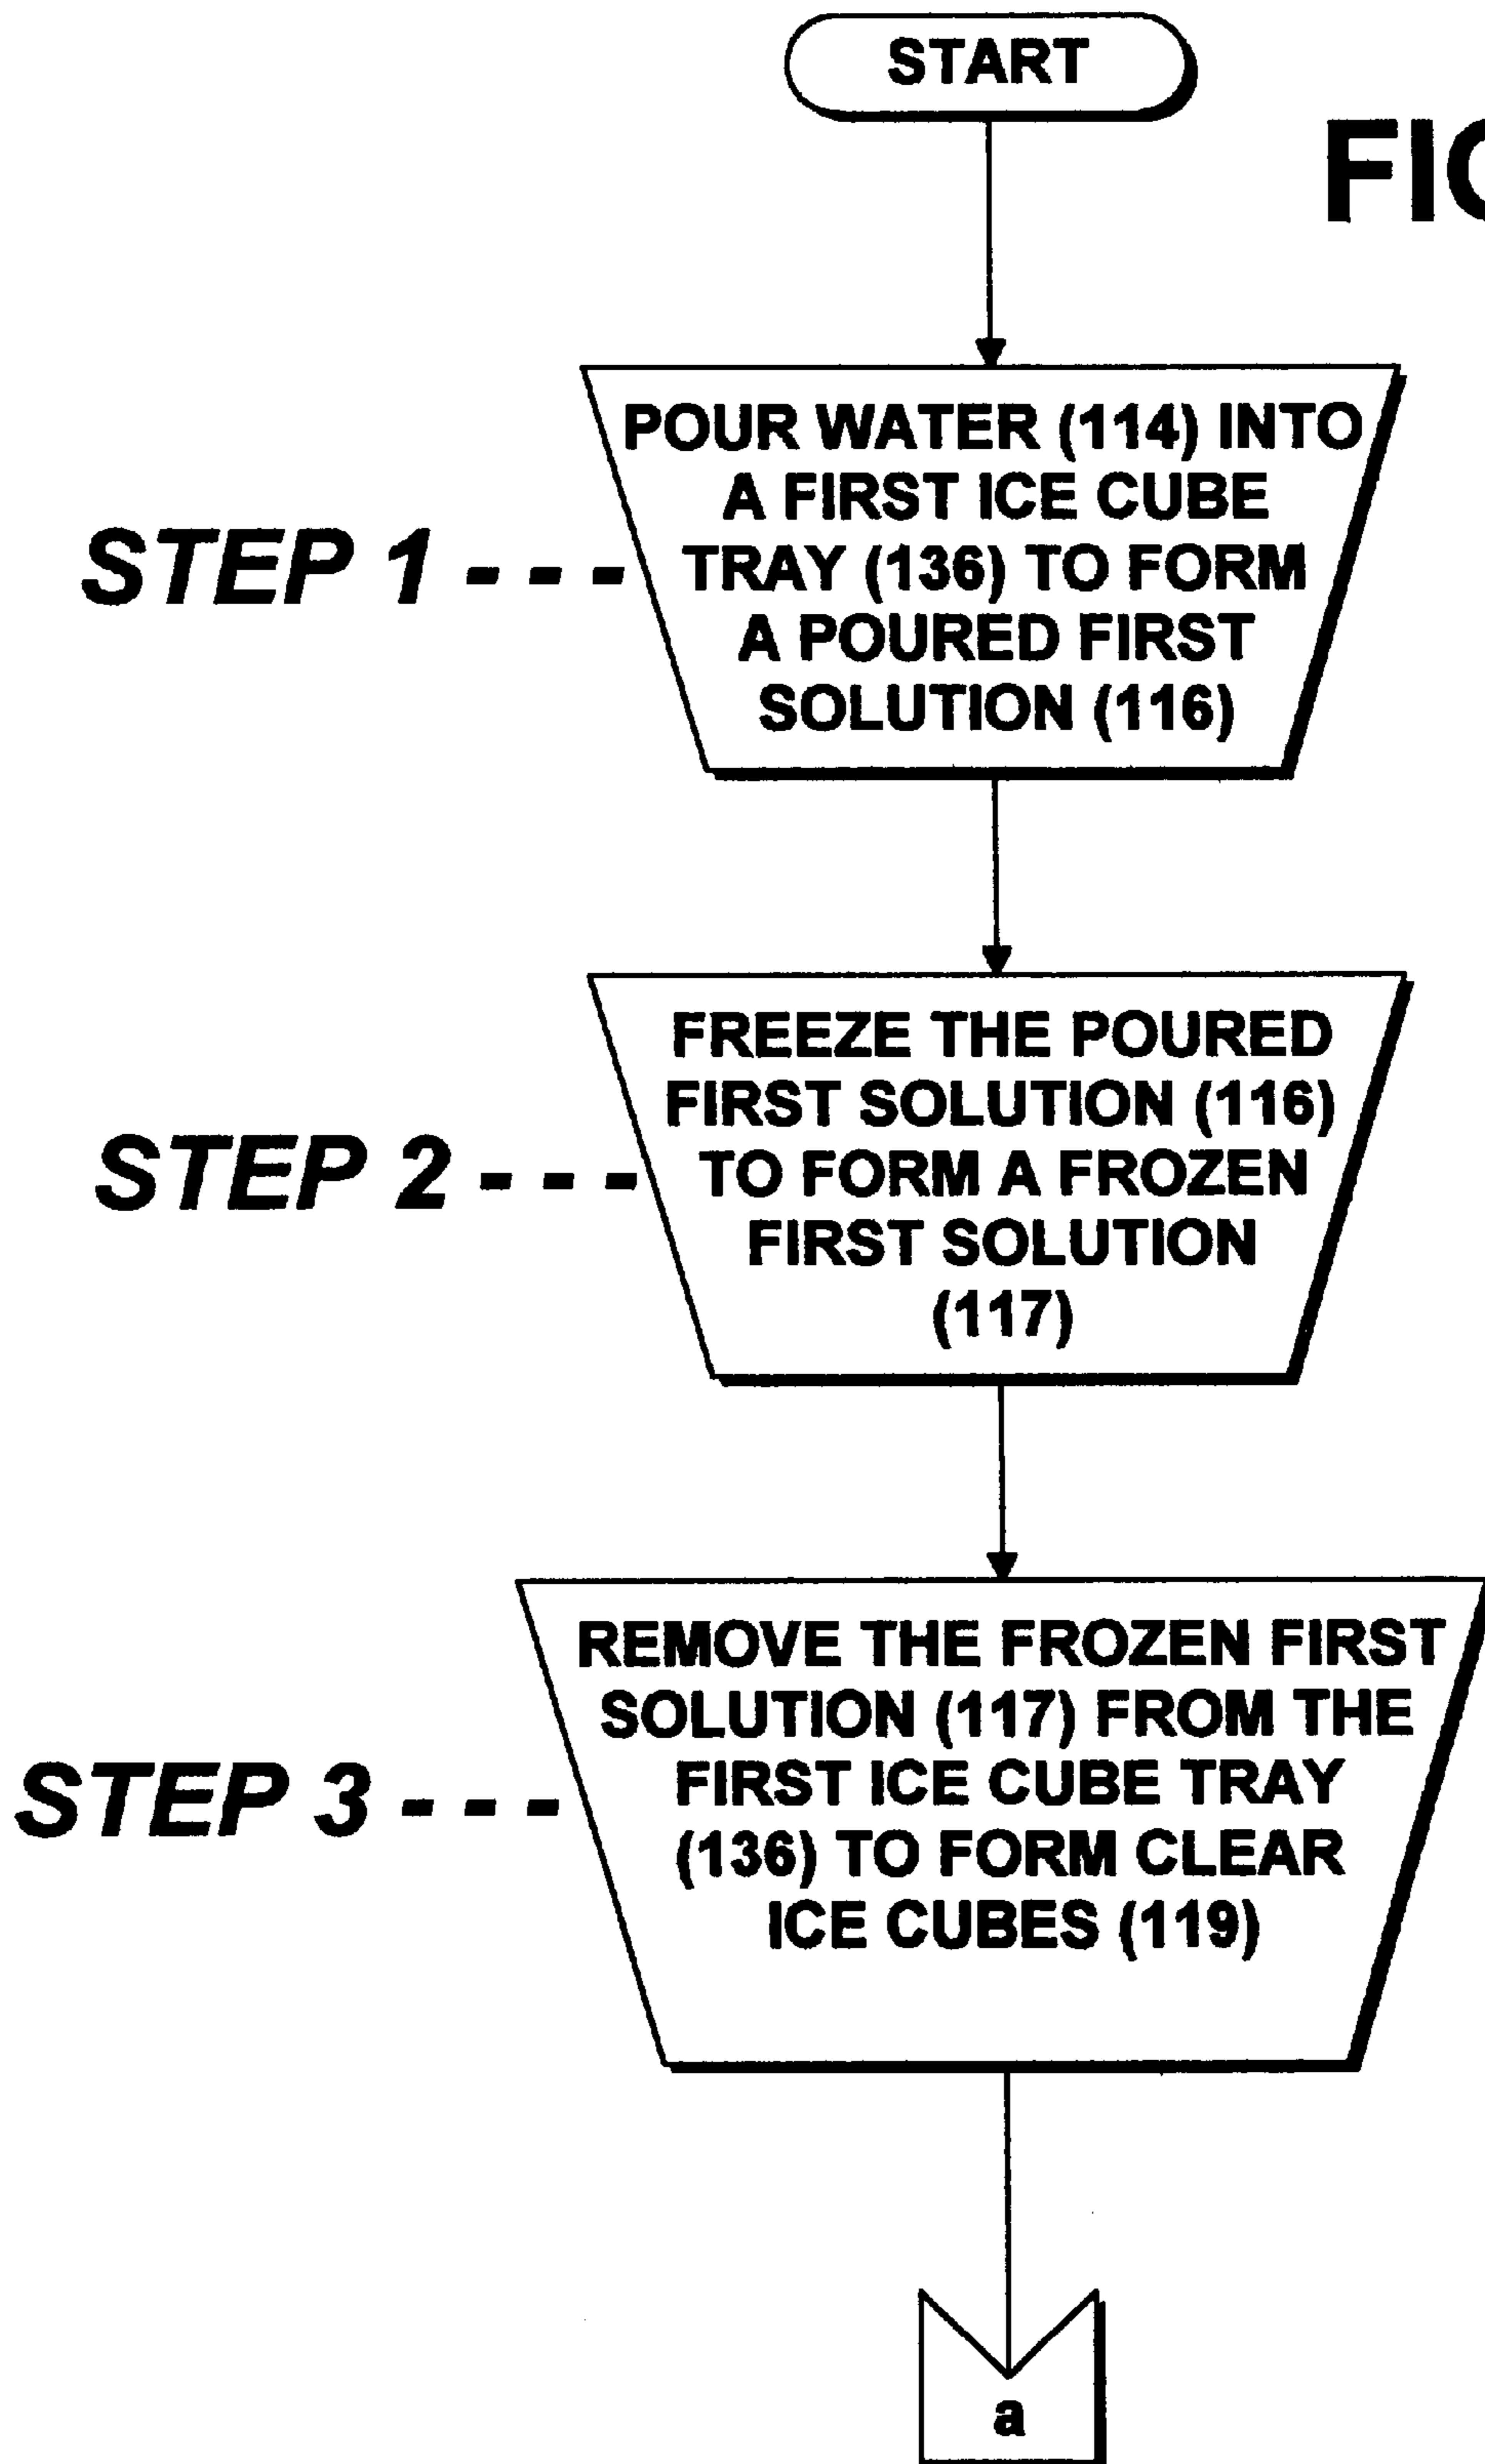 START
POUR WATER (114) INTO
A FIRST ICE CUBE
TRAY (136) TO FORM
A POURED FIRST
SOLUTION (116)
STEP 1 - - -
FREEZE THE POURED
FIRST SOLUTION (116)
TO FORM A FROZEN
FIRST SOLUTION
(117)
STEP 2 - - -
REMOVE THE FROZEN FIRST
SOLUTION (117) FROM THE
FIRST ICE CUBE TRAY
(136) TO FORM CLEAR
ICE CUBES (119)
STEP 3 - - -
a